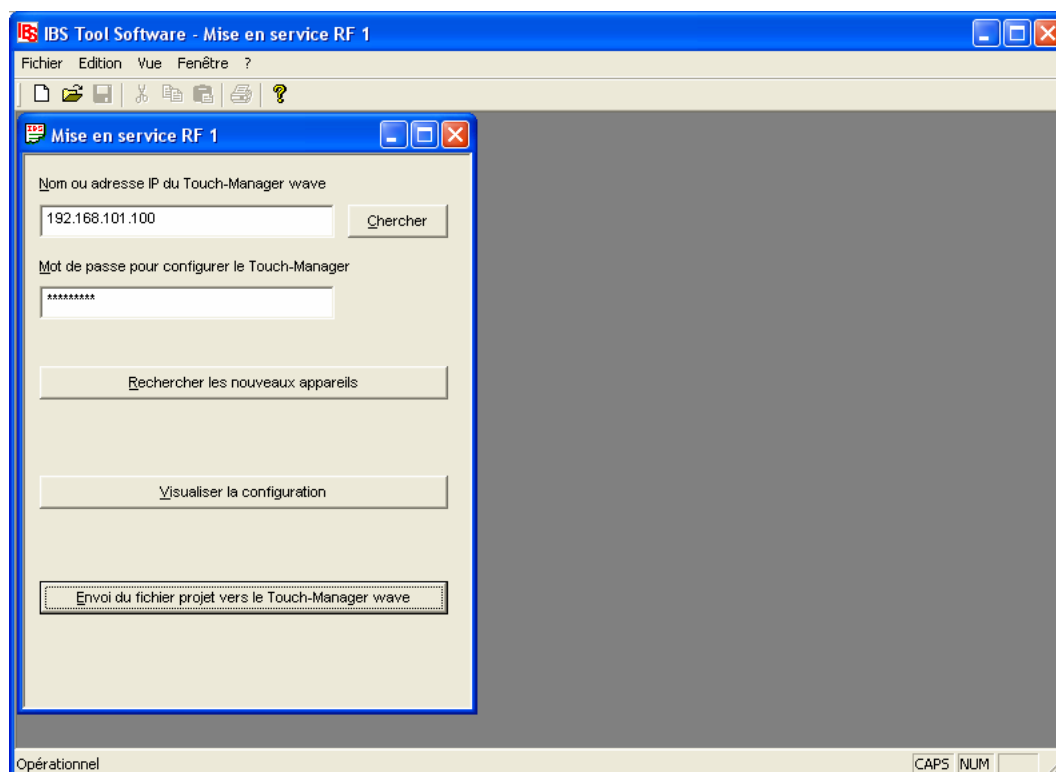 IBS Tool Software - Mise en service RF 1
Fichier Edition Vue Fenêtre ?
Mise en service RF 1
Nom ou adresse IP du Touch-Manager wave
192.168.101.100
Chercher
Mot de passe pour configurer le Touch-Manager
*********
Rechercher les nouveaux appareils
Visualiser la configuration
Envoi du fichier projet vers le Touch-Manager wave
Opérationnel
CAPS NUM